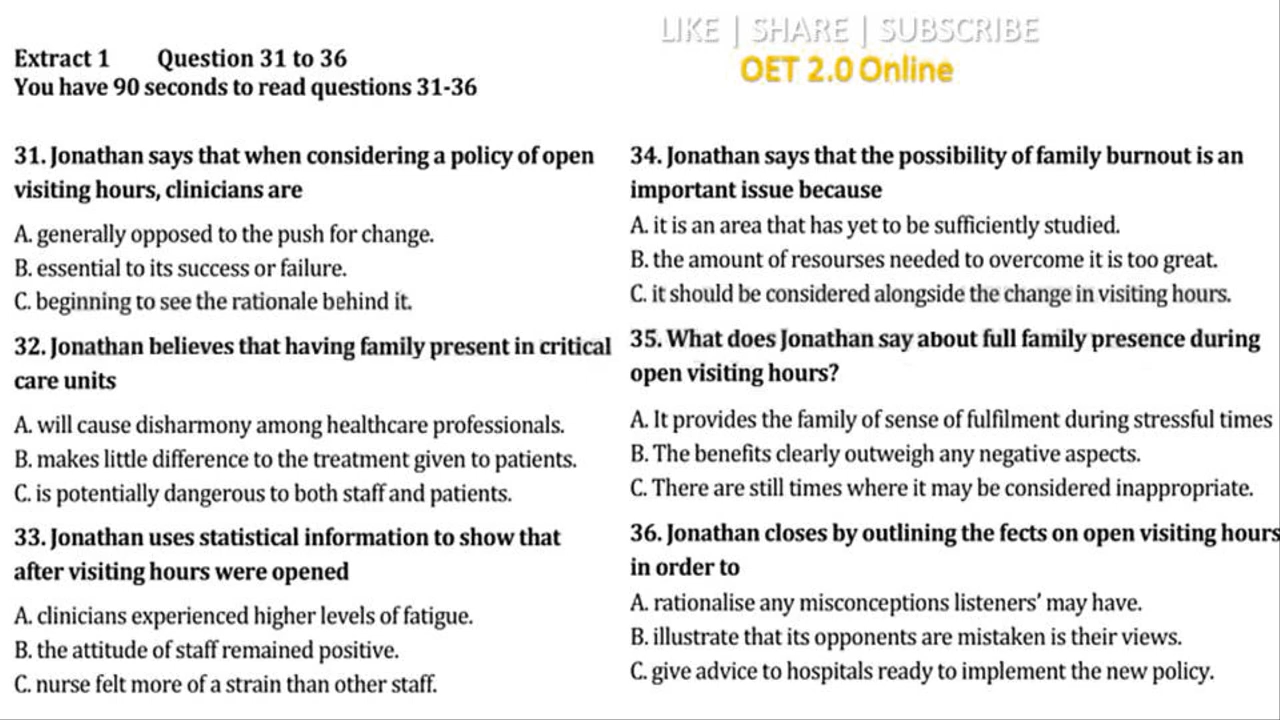 LIKE | SHARE | SUBSCRIBE
OET 2.0 Online
Extract 1 Question 31 to 36
You have 90 seconds to read questions 31-36
31. Jonathan says that when considering a policy of open
visiting hours, clinicians are
A. generally opposed to the push for change.
B. essential to its success or failure.
C. beginning to see the rationale behind it.
32. Jonathan believes that having family present in critical
care units
A. will cause disharmony among healthcare professionals.
B. makes little difference to the treatment given to patients.
C. is potentially dangerous to both staff and patients.
33. Jonathan uses statistical information to show that
after visiting hours were opened
A. clinicians experienced higher levels of fatigue.
B. the attitude of staff remained positive.
C. nurse felt more of a strain than other staff.
34. Jonathan says that the possibility of family burnout is an
important issue because
A. it is an area that has yet to be sufficiently studied.
B. the amount of resourses needed to overcome it is too great.
C. it should be considered alongside the change in visiting hours.
35. What does Jonathan say about full family presence during
open visiting hours?
A. It provides the family of sense of fulfilment during stressful times
B. The benefits clearly outweigh any negative aspects.
C. There are still times where it may be considered inappropriate.
36. Jonathan closes by outlining the fects on open visiting hours
in order to
A. rationalise any misconceptions listeners' may have.
B. illustrate that its opponents are mistaken is their views.
C. give advice to hospitals ready to implement the new policy.